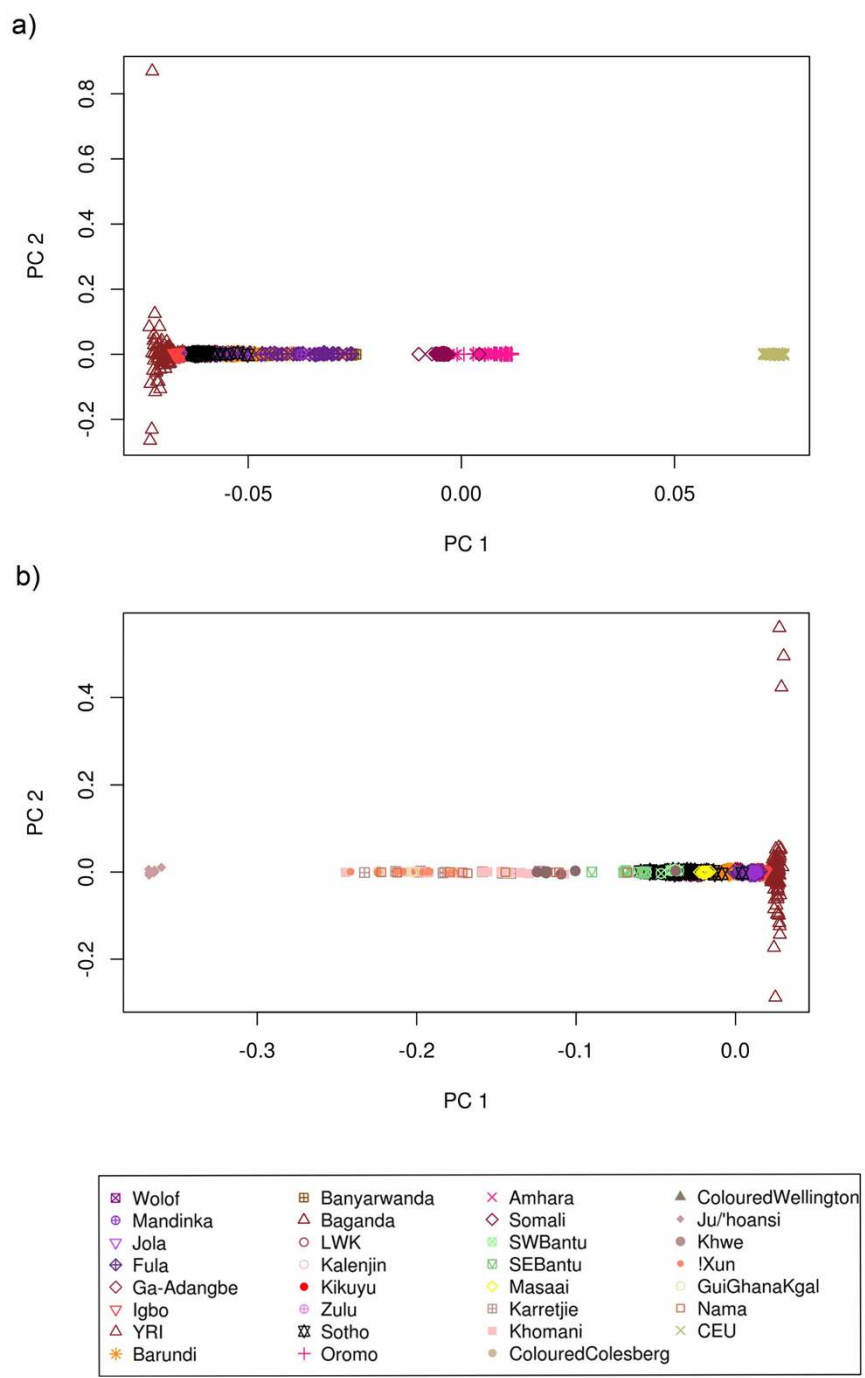 a)
0.8
0.6
0.4
0.2
0.0
-0.2
PC 2
-0.05 0.00 0.05
PC 1
b)
0.4
0.2
0.0
-0.2
PC 2
-0.3 -0.2 -0.1 0.0
PC 1
Wolof Banyarwanda Amhara ColouredWellington
Mandinka Baganda Somali Ju/'hoansi
Jola LWK SWBantu Khwe
Fula Kalenjin SEBantu !Xun
Ga-Adangbe Kikuyu Masaai GuiGhanaKgal
Igbo Zulu Karretjie Nama
YRI Sotho Khomani CEU
Barundi Oromo ColouredColesberg